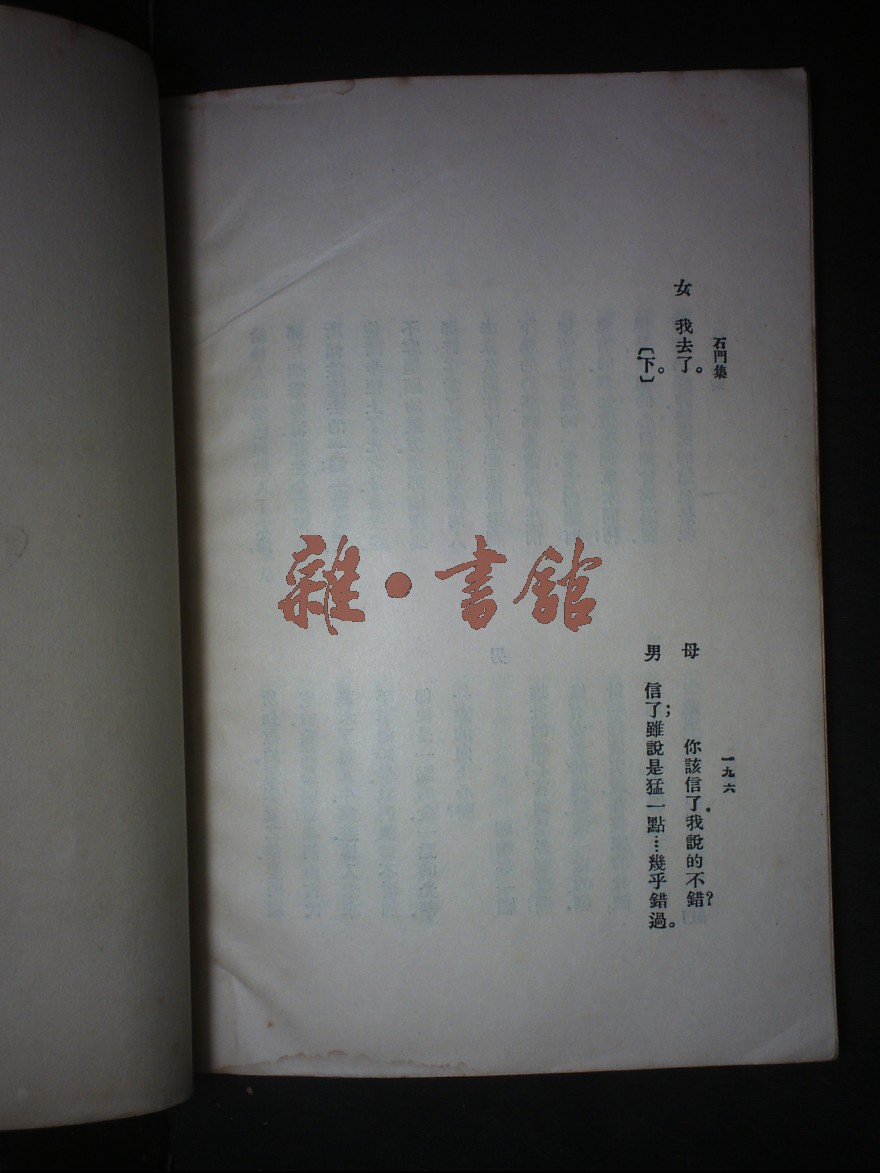 石門集
一九六
女　我去了。
〔下。〕
母　你該信了我說的不錯?
男　信了;雖說是猛一點……幾乎錯過。
雜·書館